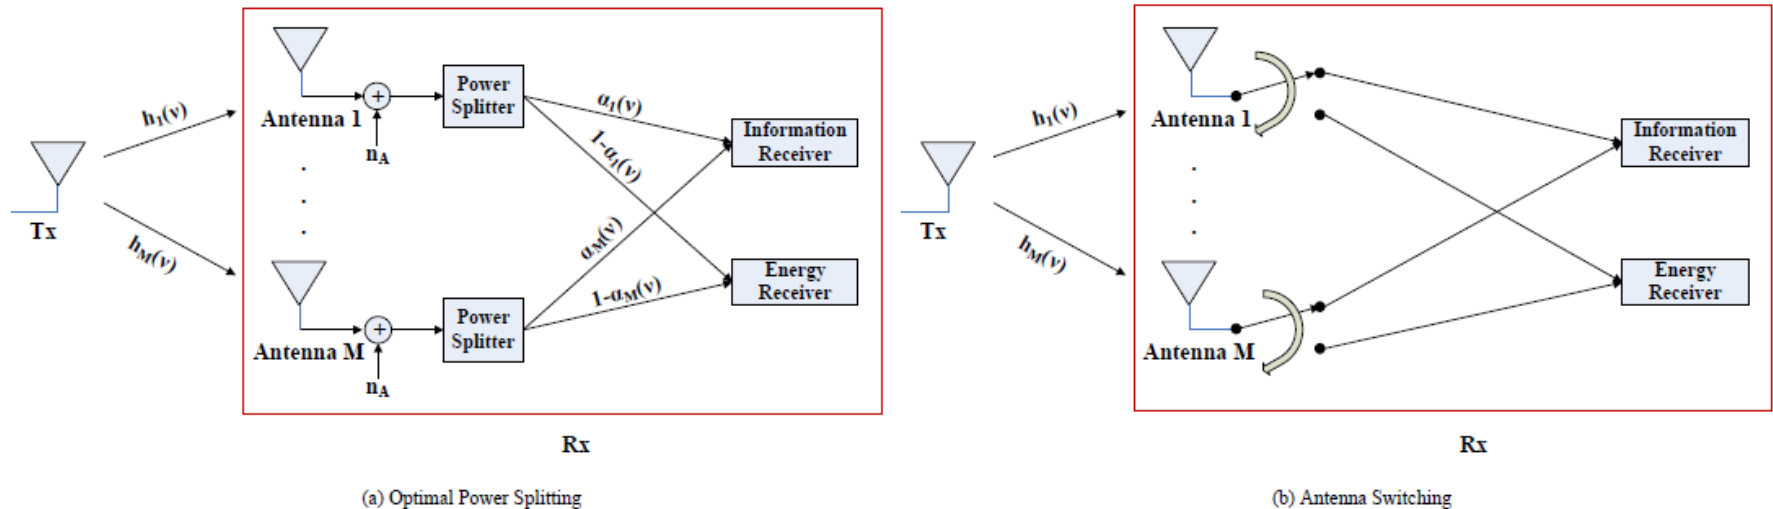 Tx
h1(v)
hM(v)
Antenna 1
nA
Power
Splitter
α1(v)
1-α1(v)
Information
Receiver
.
.
.
αM(v)
1-αM(v)
Energy
Receiver
Antenna M
nA
Power
Splitter
Rx
(a) Optimal Power Splitting
Tx
h1(v)
hM(v)
Antenna 1
Information
Receiver
.
.
.
Energy
Receiver
Antenna M
Rx
(b) Antenna Switching